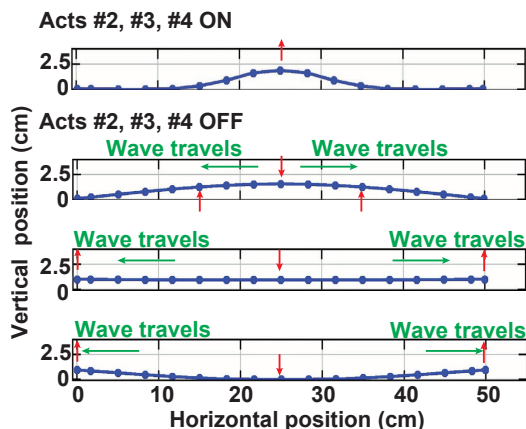 Acts #2, #3, #4 ON
2.5
0
Acts #2, #3, #4 OFF
Wave travels Wave travels
2.5
0
Wave travels Wave travels
2.5
0
Wave travels Wave travels
2.5
0
0 10 20 30 40 50
Horizontal position (cm)
Vertical position (cm)